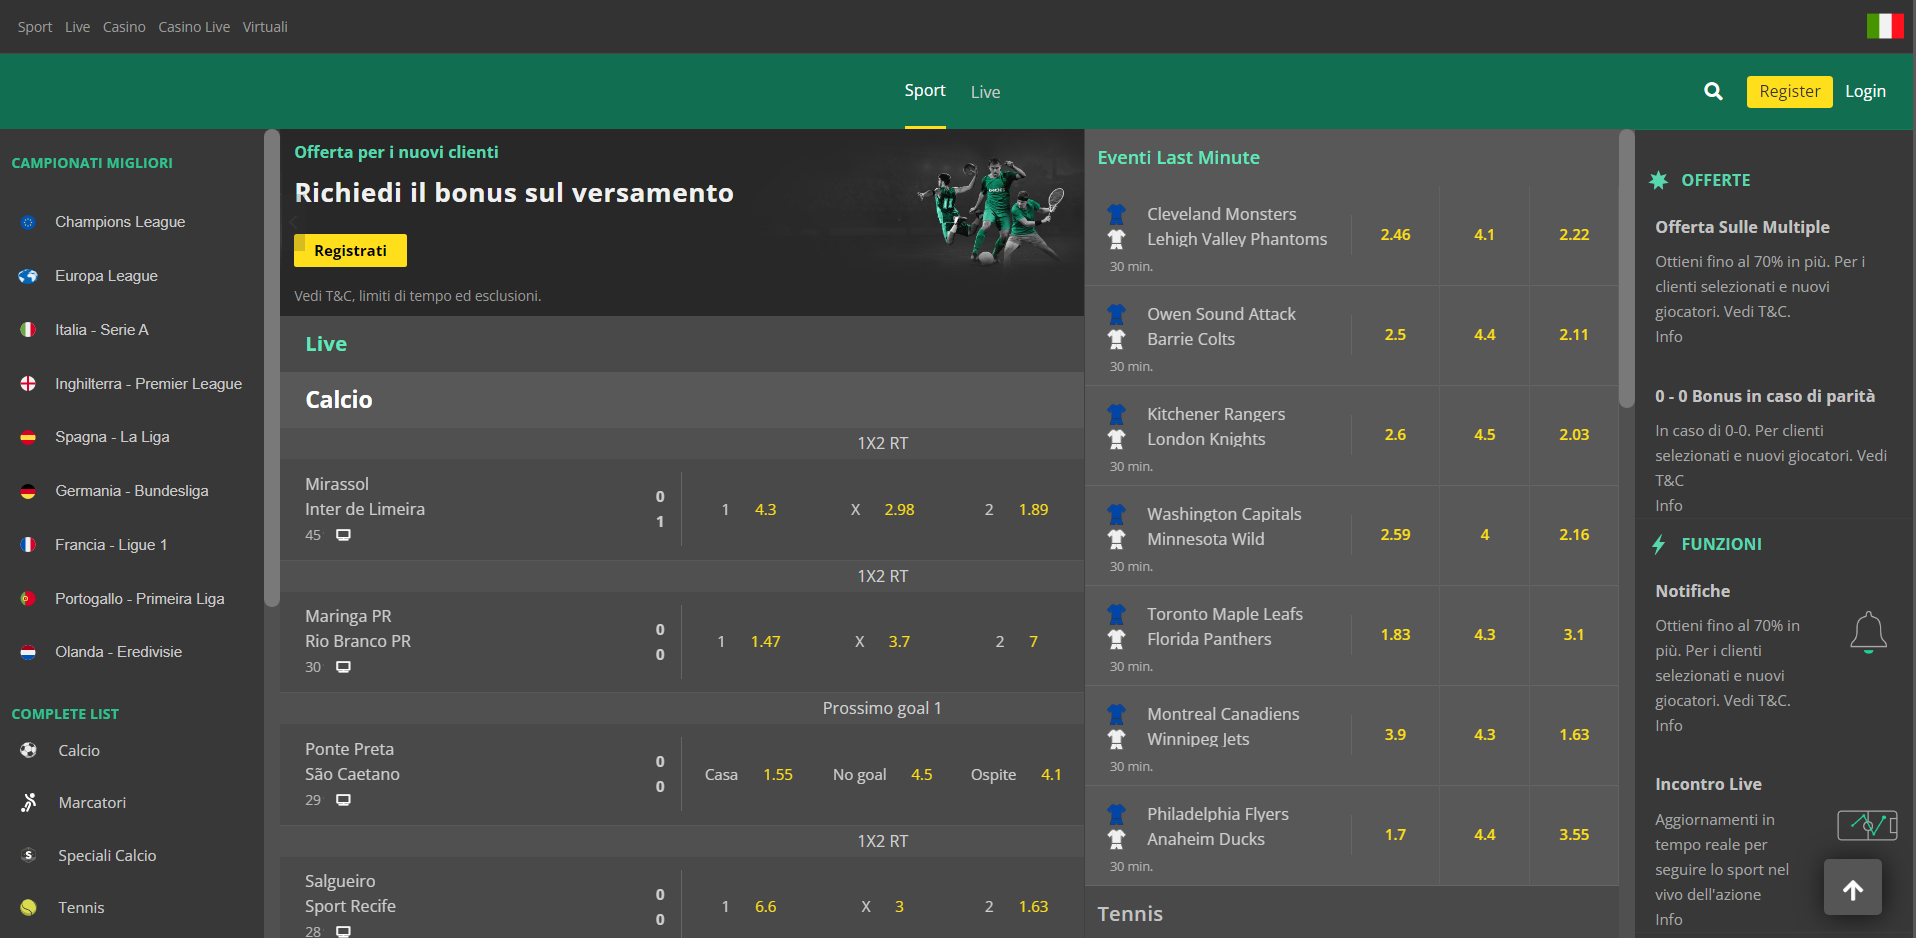 Sport Live Casino Casino Live Virtuali
Sport Live
Register Login
CAMPIONATI MIGLIORI
Champions League
Europa League
Italia - Serie A
Inghilterra - Premier League
Spagna - La Liga
Germania - Bundesliga
Francia - Ligue 1
Portogallo - Primeira Liga
Olanda - Eredivisie
COMPLETE LIST
Calcio
Marcatori
Speciali Calcio
Tennis
Offerta per i nuovi clienti
Richiedi il bonus sul versamento
Registrati
Vedi T&C, limiti di tempo ed esclusioni.
Live
Calcio
1X2 RT
Mirassol 0
Inter de Limeira 1
1 4.3 X 2.98 2 1.89
45'
1X2 RT
Maringa PR 0
Rio Branco PR 0
1 1.47 X 3.7 2 7
30'
Prossimo goal 1
Ponte Preta 0
São Caetano 0
Casa 1.55 No goal 4.5 Ospite 4.1
29'
1X2 RT
Salgueiro 0
Sport Recife 0
1 6.6 X 3 2 1.63
28'
Eventi Last Minute
Cleveland Monsters
Lehigh Valley Phantoms
2.46 4.1 2.22
30 min.
Owen Sound Attack
Barrie Colts
2.5 4.4 2.11
30 min.
Kitchener Rangers
London Knights
2.6 4.5 2.03
30 min.
Washington Capitals
Minnesota Wild
2.59 4 2.16
30 min.
Toronto Maple Leafs
Florida Panthers
1.83 4.3 3.1
30 min.
Montreal Canadiens
Winnipeg Jets
3.9 4.3 1.63
30 min.
Philadelphia Flyers
Anaheim Ducks
1.7 4.4 3.55
30 min.
Tennis
OFFERTE
Offerta Sulle Multiple
Ottieni fino al 70% in più. Per i
clienti selezionati e nuovi
giocatori. Vedi T&C.
Info
0 - 0 Bonus in caso di parità
In caso di 0-0. Per clienti
selezionati e nuovi giocatori. Vedi
T&C
Info
FUNZIONI
Notifiche
Ottieni fino al 70% in
più. Per i clienti
selezionati e nuovi
giocatori. Vedi T&C.
Info
Incontro Live
Aggiornamenti in
tempo reale per
seguire lo sport nel
vivo dell'azione
Info